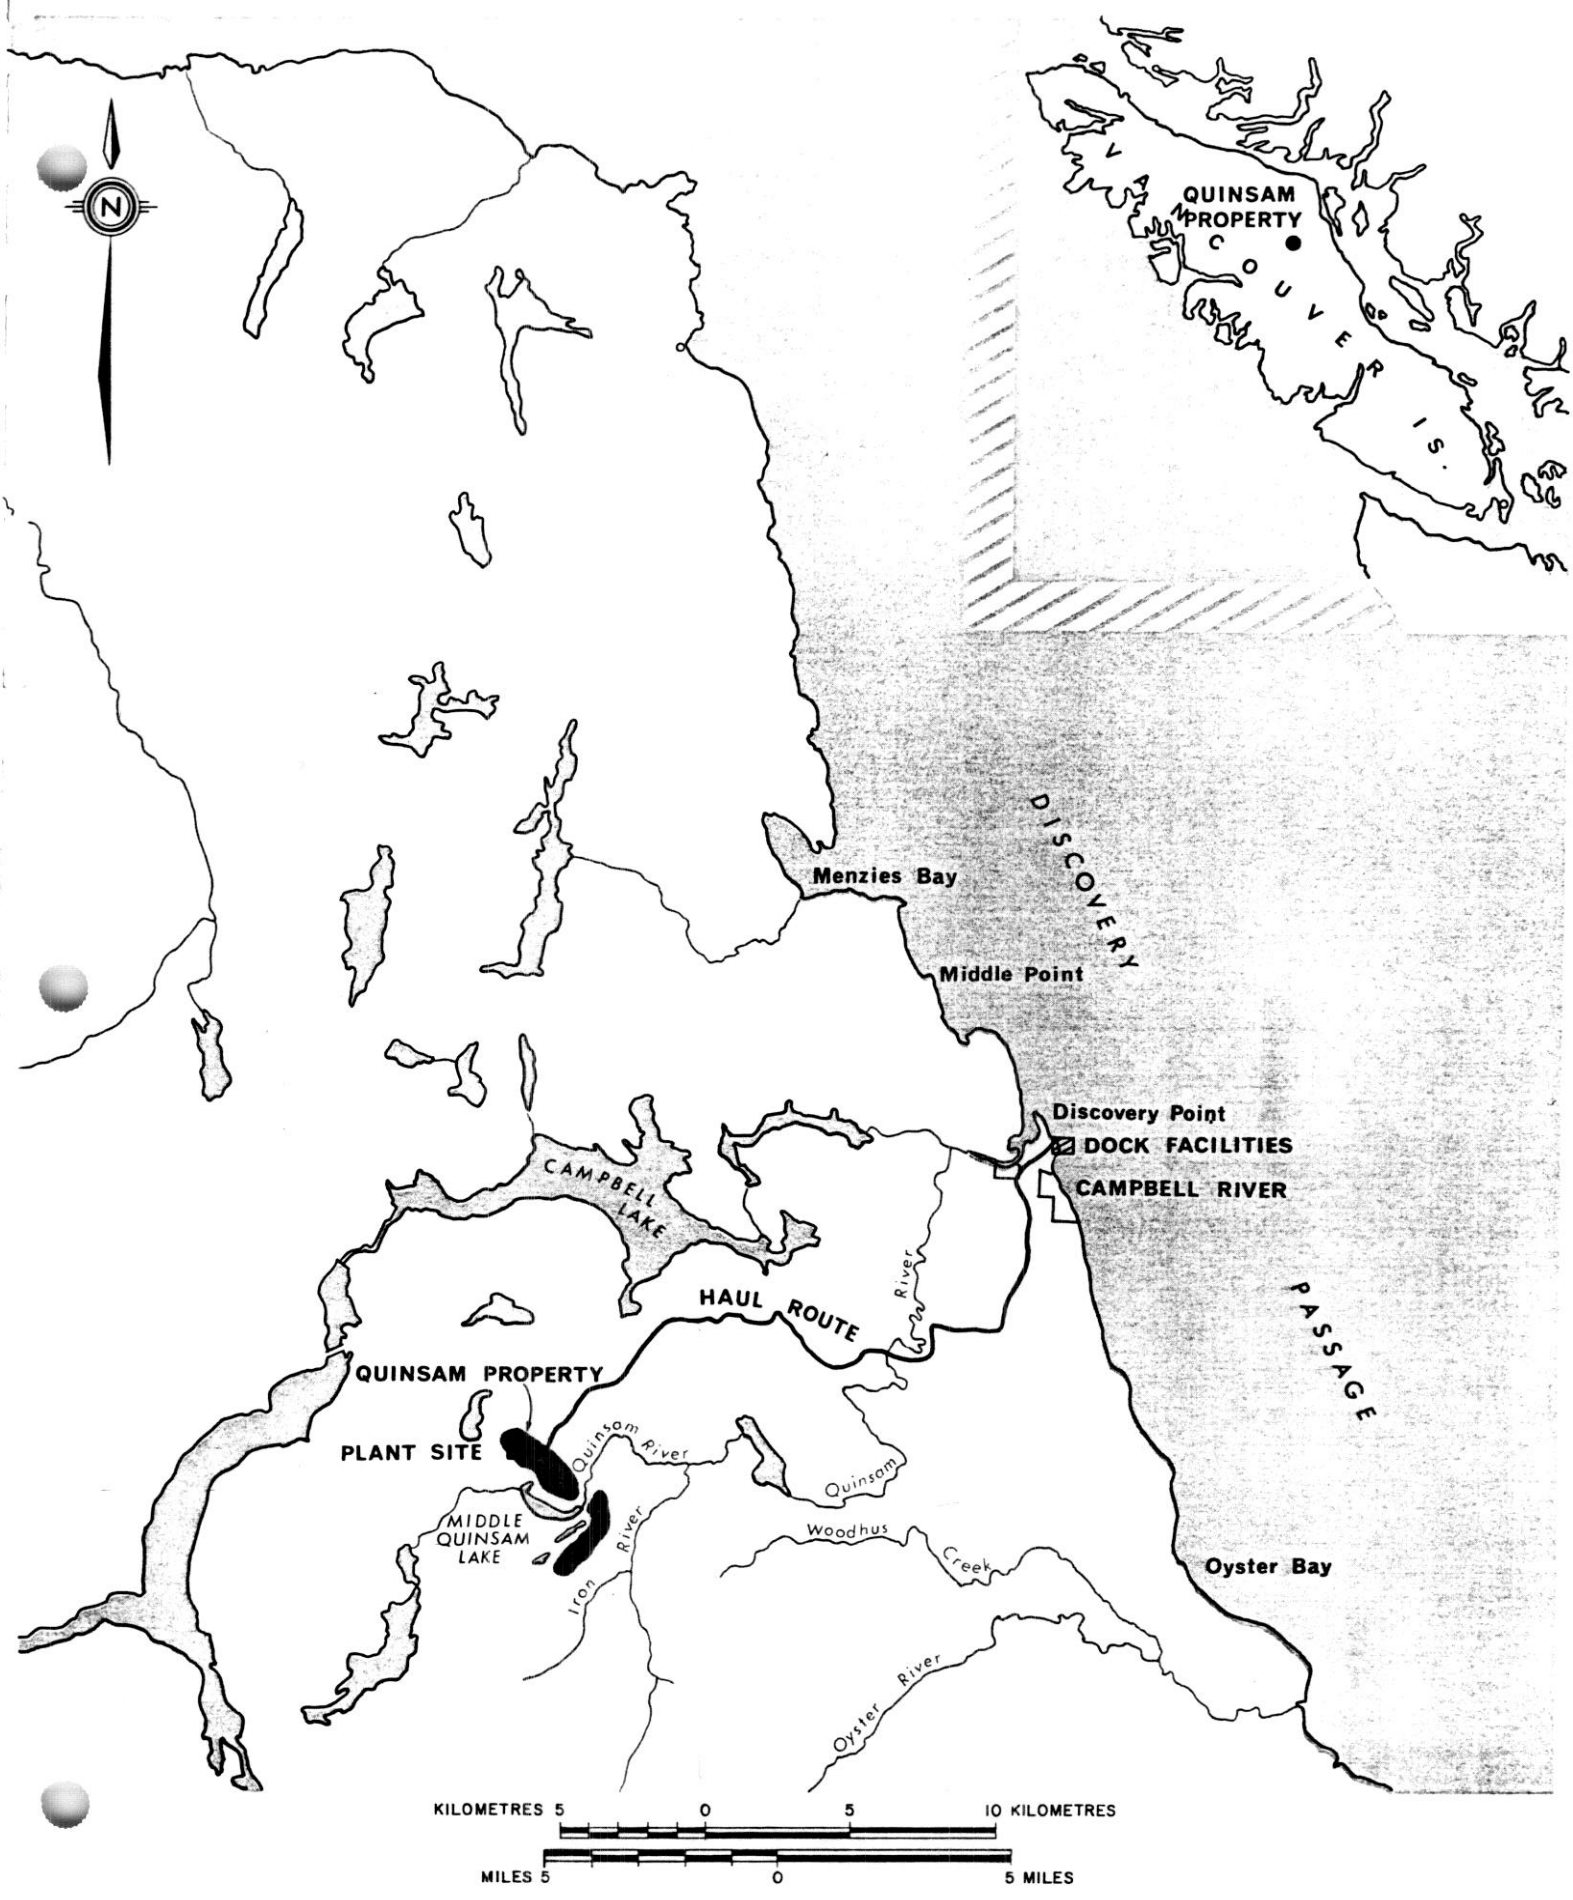 N
QUINSAM
PROPERTY
VANCOUVER IS.
DISCOVERY
Menzies Bay
Middle Point
Discovery Point
DOCK FACILITIES
CAMPBELL RIVER
CAMPBELL
LAKE
River
HAUL ROUTE
PASSAGE
QUINSAM PROPERTY
PLANT SITE
Quinsam River
Quinsam
MIDDLE
QUINSAM
LAKE
Iron River
Woodhus Creek
Oyster Bay
Oyster River
KILOMETRES 5 0 5 10 KILOMETRES
MILES 5 0 5 MILES